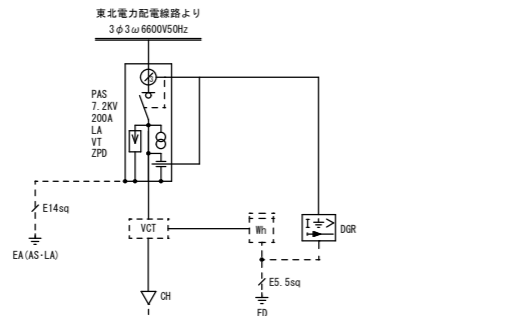 東北電力配電線路より
3φ3ω6600V50Hz
PAS
7.2KV
200A
LA
VT
ZPD
E14sq
EA(AS・LA)
VCT
Wh
I
>
DGR
E5.5sq
ED
CH